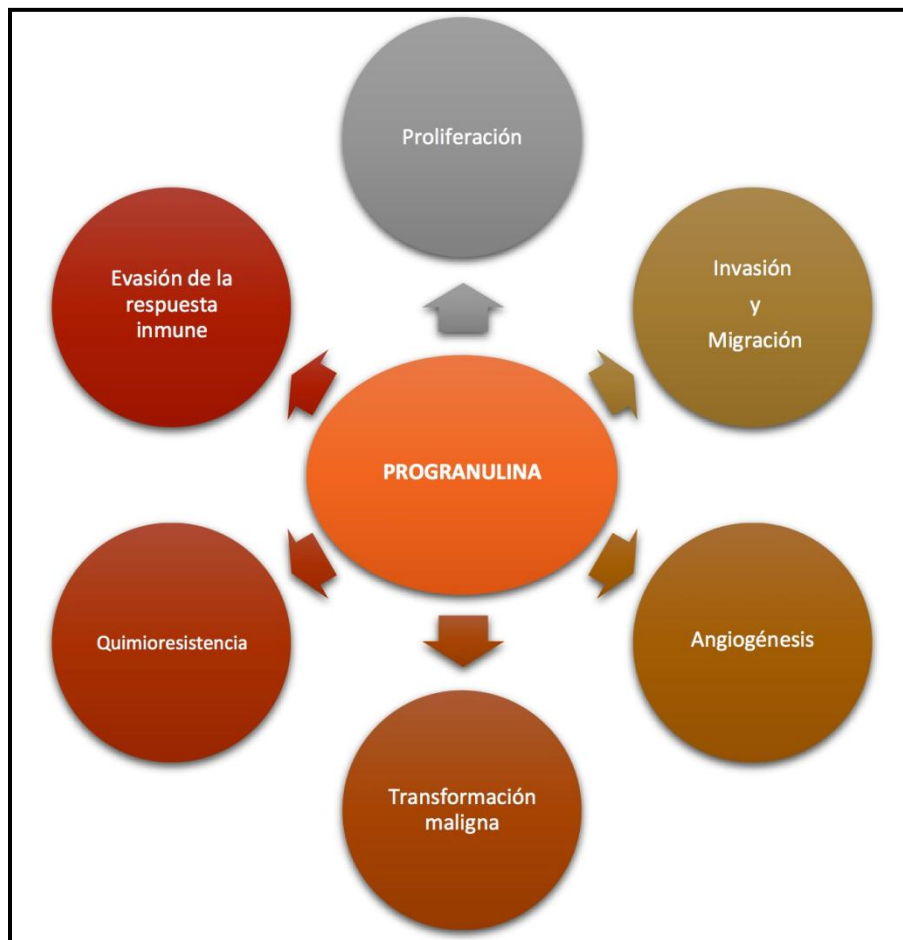 Proliferación
Evasión de la
respuesta
inmune
Invasión
y
Migración
PROGRANULINA
Quimioresistencia
Angiogénesis
Transformación
maligna